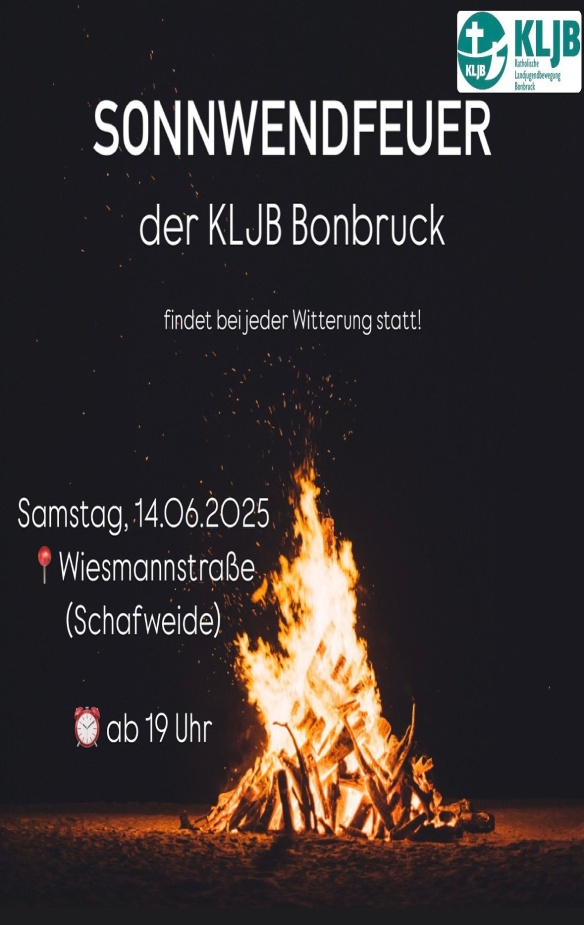 KLJB
KLJB
Katholische
Landjugendbewegung
Bonbruck
SONNWENDFEUER
der KLJB Bonbruck
findet bei jeder Witterung statt!
Samstag, 14.06.2025
Wiesmannstraße
(Schafweide)
ab 19 Uhr